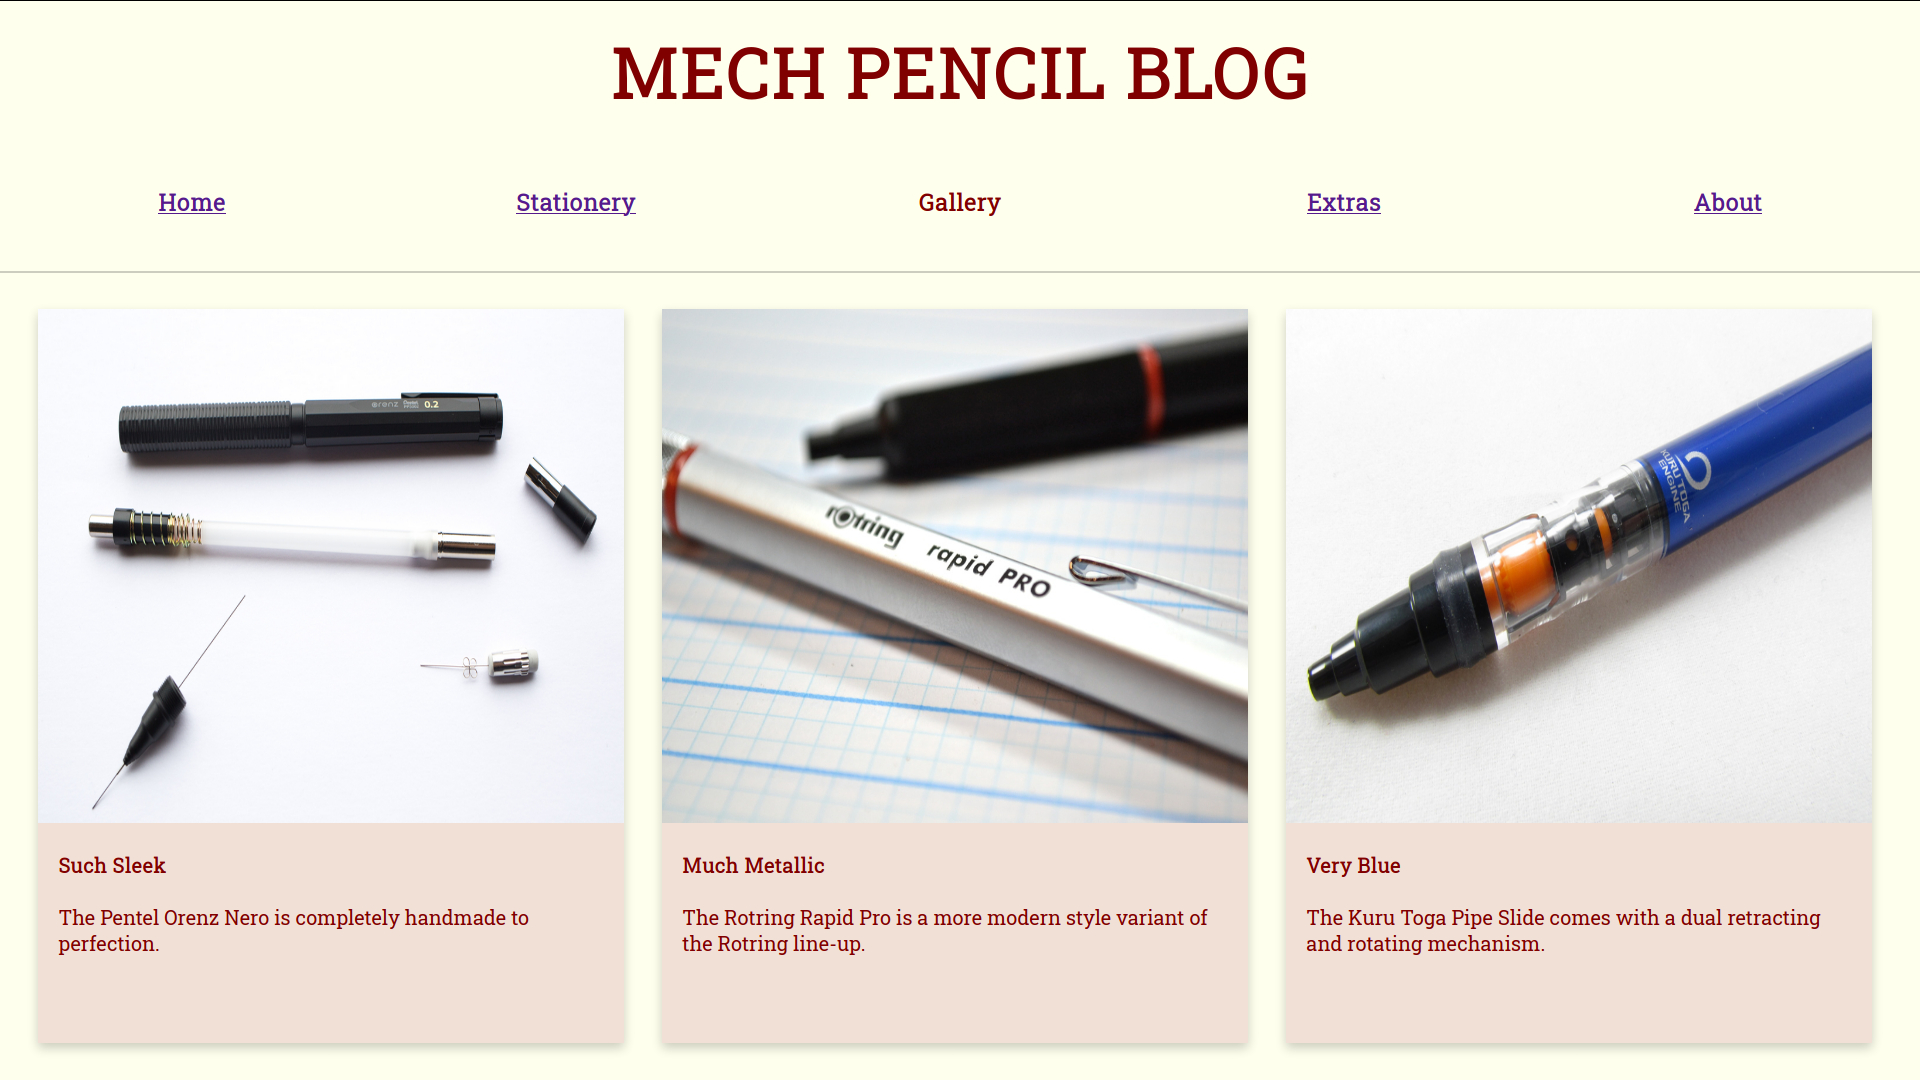 MECH PENCIL BLOG
Home
Stationery
Gallery
Extras
About
orenz Pentel 0.2
rOtring rapid PRO
KURU TOGA
ENGINE
Such Sleek
The Pentel Orenz Nero is completely handmade to
perfection.
Much Metallic
The Rotring Rapid Pro is a more modern style variant of
the Rotring line-up.
Very Blue
The Kuru Toga Pipe Slide comes with a dual retracting
and rotating mechanism.